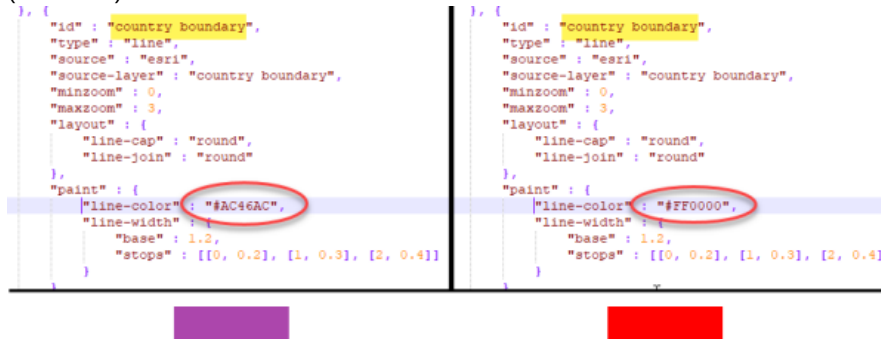 }, {
"id" : "country boundary",
"type" : "line",
"source" : "esri",
"source-layer" : "country boundary",
"minzoom" : 0,
"maxzoom" : 3,
"layout" : {
"line-cap" : "round",
"line-join" : "round"
},
"paint" : {
"line-color" : "#AC46AC",
"line-width" : {
"base" : 1.2,
"stops" : [[0, 0.2], [1, 0.3], [2, 0.4]]
}
}
}, {
"id" : "country boundary",
"type" : "line",
"source" : "esri",
"source-layer" : "country boundary",
"minzoom" : 0,
"maxzoom" : 3,
"layout" : {
"line-cap" : "round",
"line-join" : "round"
},
"paint" : {
"line-color" : "#FF0000",
"line-width" : {
"base" : 1.2,
"stops" : [[0, 0.2], [1, 0.3], [2, 0.4]
}
}